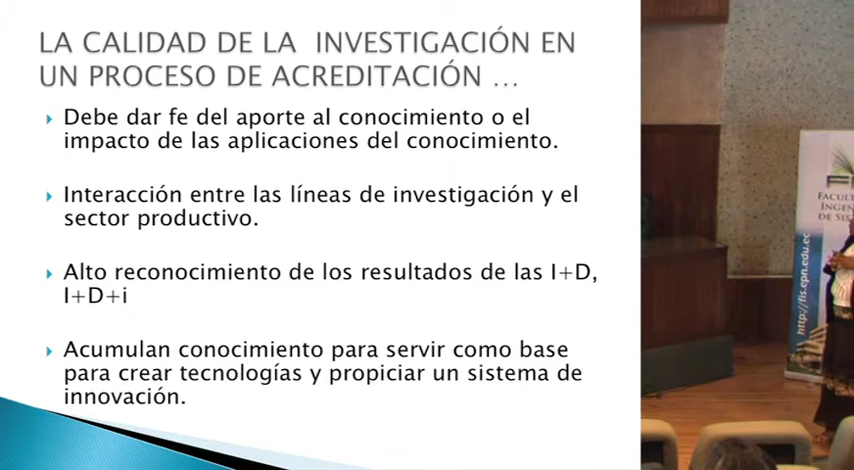 LA CALIDAD DE LA INVESTIGACIÓN EN
UN PROCESO DE ACREDITACIÓN ...
Debe dar fe del aporte al conocimiento o el
impacto de las aplicaciones del conocimiento.
Interacción entre las líneas de investigación y el
sector productivo.
Alto reconocimiento de los resultados de las I+D,
I+D+i
Acumulan conocimiento para servir como base
para crear tecnologías y propiciar un sistema de
innovación.
DE
http://fis.epn.edu.ec